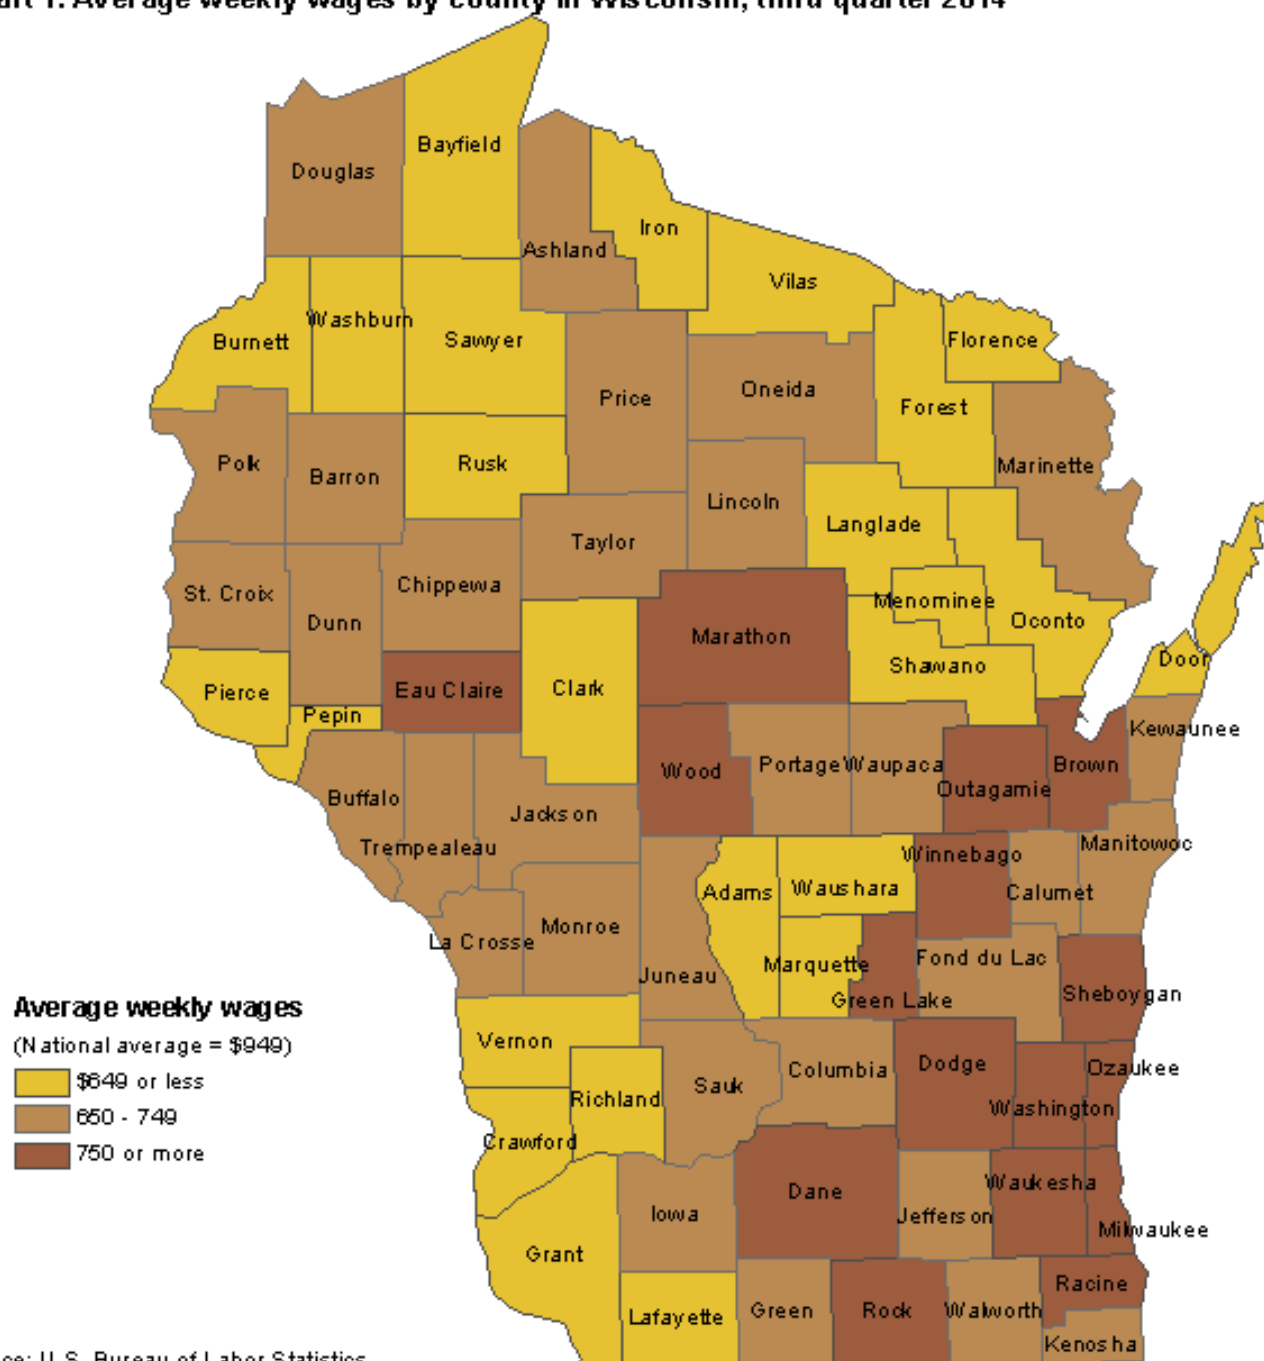 art 1. Average weekly wages by county in Wisconsin, third quarter 2014
Bayfield
Douglas
Iron
Ashland
Vilas
Washburn
Burnett
Sawyer
Florence
Price
Oneida
Forest
Polk
Barron
Rusk
Marinette
Lincoln
Langlade
Taylor
St. Croix
Chippewa
Menominee
Dunn
Oconto
Marathon
Shawano
Door
Pierce
Eau Claire
Clark
Pepin
Kewaunee
Wood
Portage
Waupaca
Brown
Outagamie
Buffalo
Jackson
Trempealeau
Manitowoc
Winnebago
Adams
Waushara
Calumet
La Crosse
Monroe
Juneau
Marquette
Fond du Lac
Green Lake
Sheboygan
Average weekly wages
(National average = $949)
$649 or less
650 - 749
750 or more
Vernon
Richland
Sauk
Columbia
Dodge
Ozaukee
Washington
Crawford
Dane
Waukesha
Iowa
Jefferson
Milwaukee
Grant
Lafayette
Green
Rock
Walworth
Racine
Kenosha
ce: U.S. Bureau of Labor Statistics